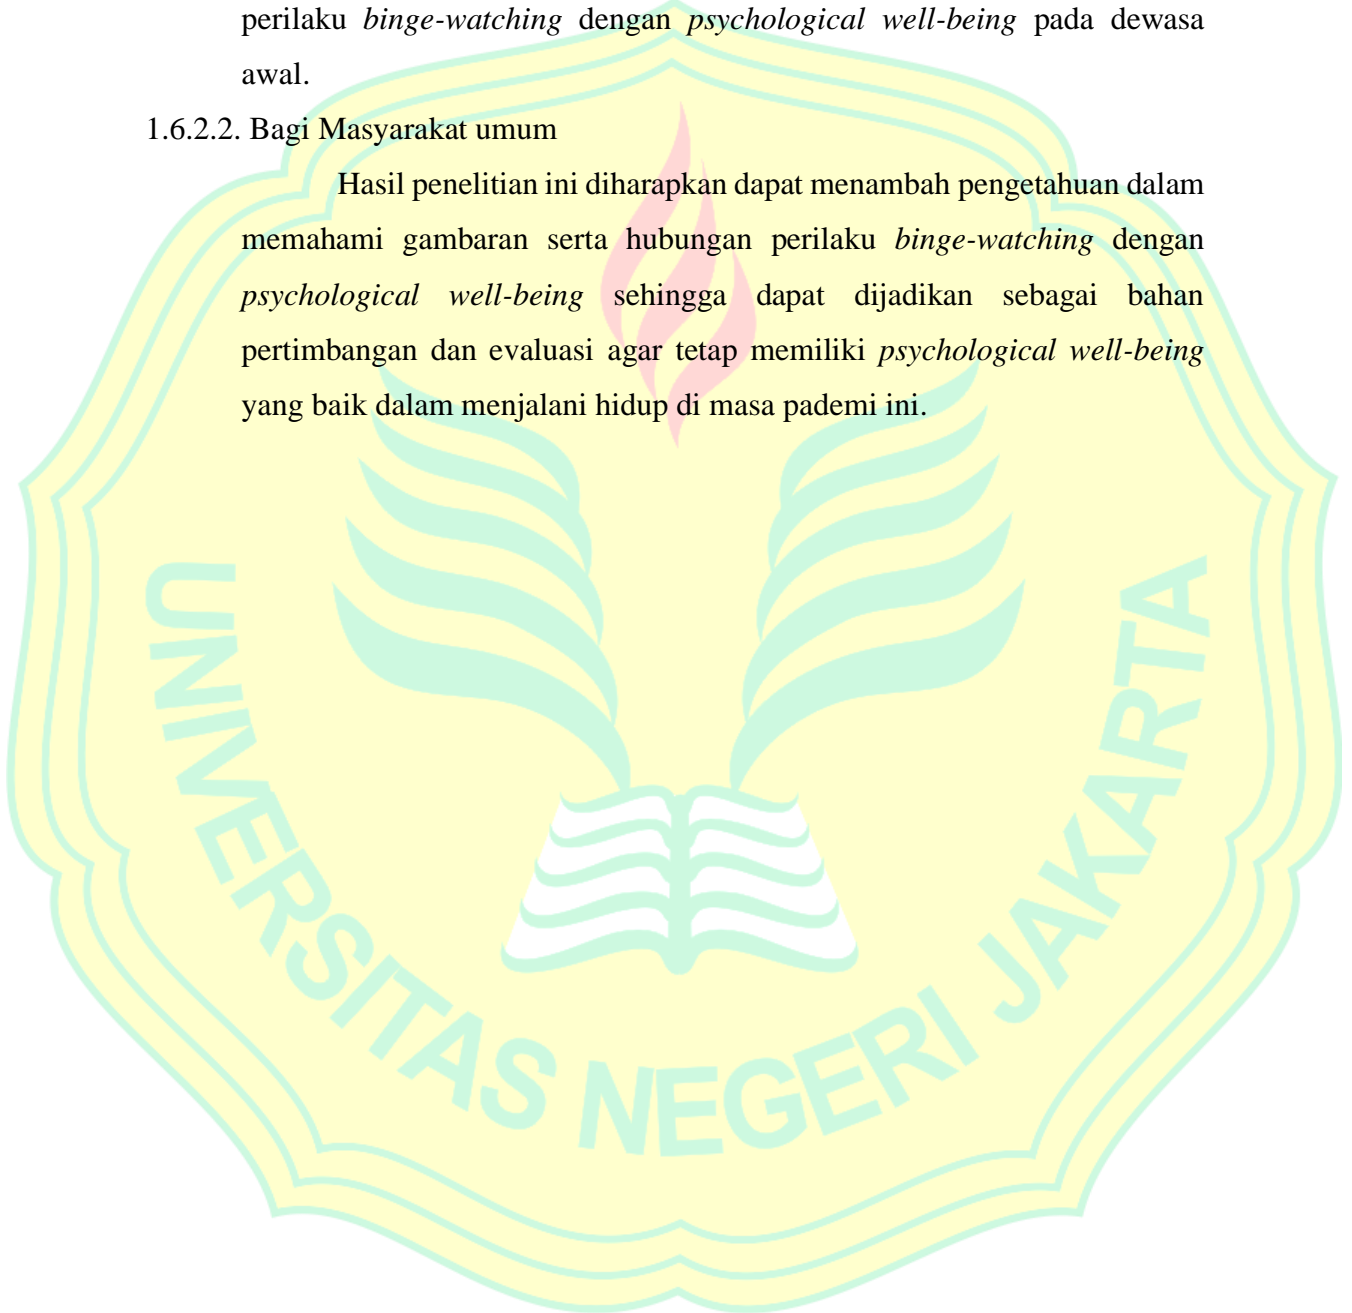 perilaku binge-watching dengan psychological well-being pada dewasa
awal.
1.6.2.2. Bagi Masyarakat umum
Hasil penelitian ini diharapkan dapat menambah pengetahuan dalam
memahami gambaran serta hubungan perilaku binge-watching dengan
psychological well-being sehingga dapat dijadikan sebagai bahan
pertimbangan dan evaluasi agar tetap memiliki psychological well-being
yang baik dalam menjalani hidup di masa pademi ini.
UNIVERSITAS NEGERI JAKARTA